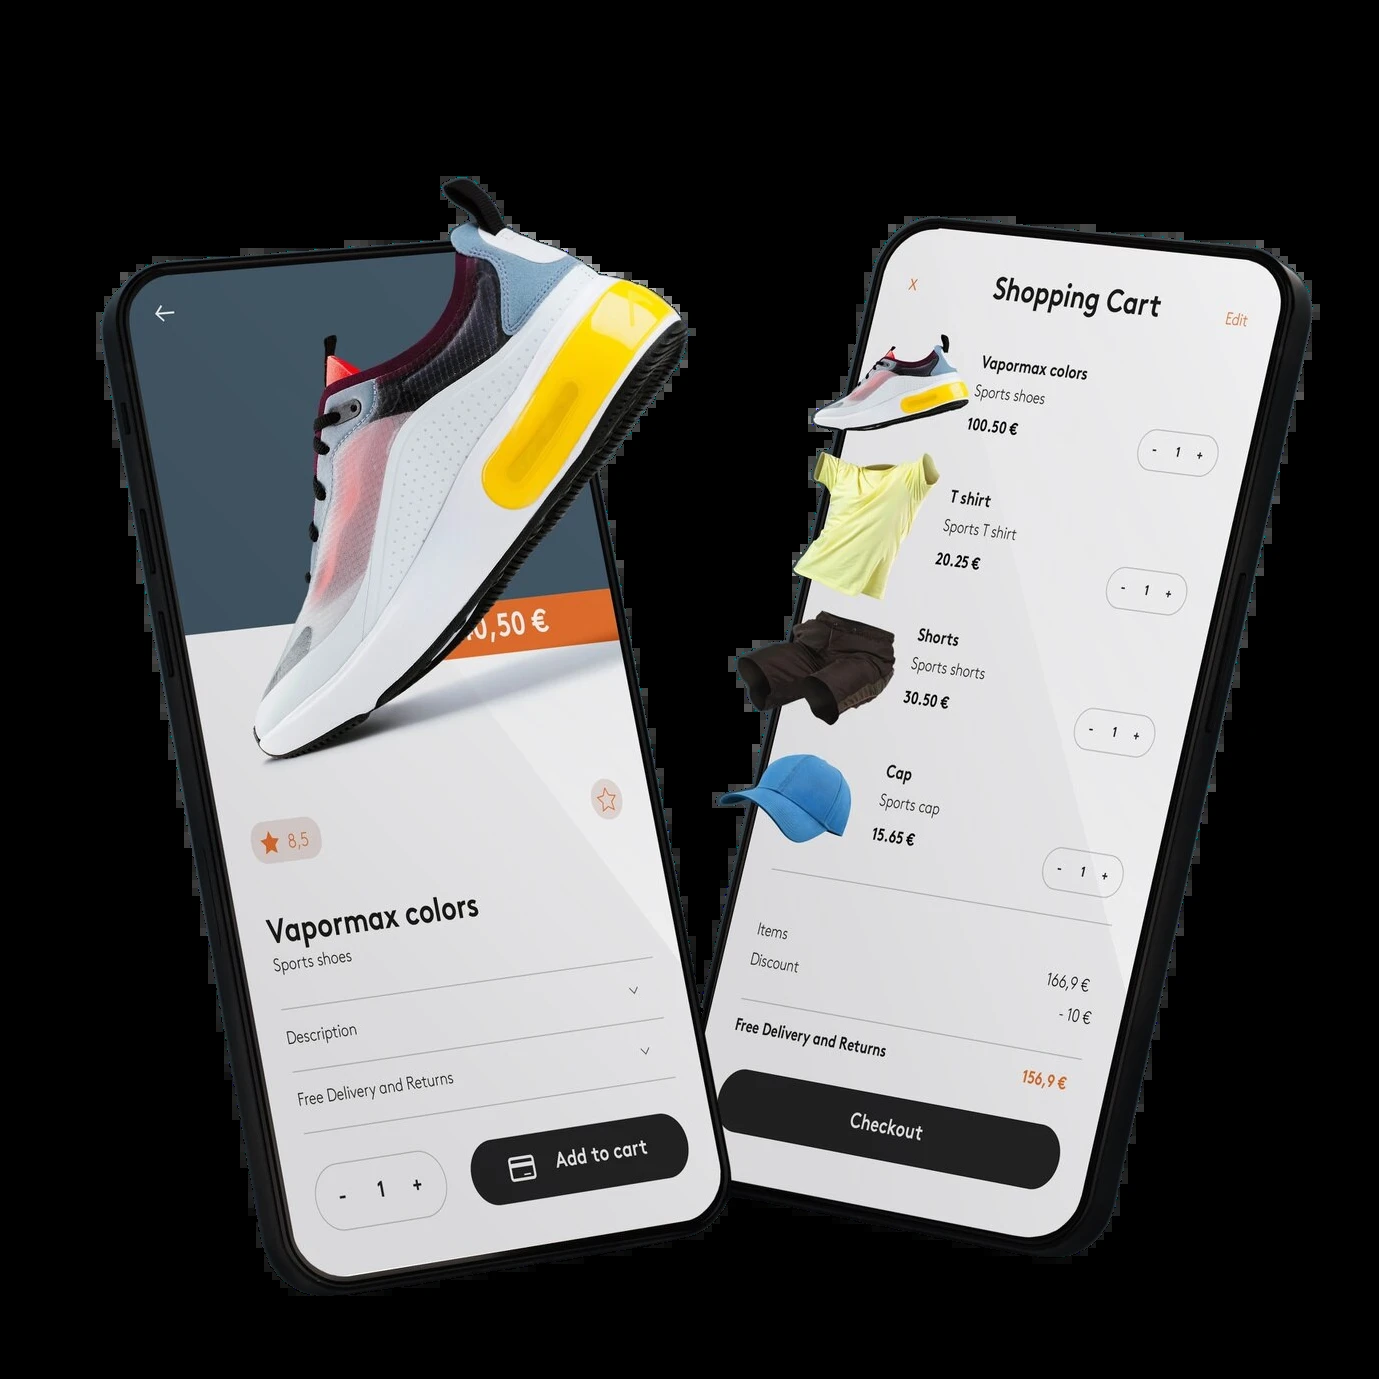 0,50 €
8,5
Vapormax colors
Sports shoes
Description
Free Delivery and Returns
- 1 +
Add to cart
X
Shopping Cart
Edit
Vapormax colors
Sports shoes
100.50 €
- 1 +
T shirt
Sports T shirt
20.25 €
- 1 +
Shorts
Sports shorts
30.50 €
- 1 +
Cap
Sports cap
15.65 €
- 1 +
Items
166,9 €
Discount
- 10 €
Free Delivery and Returns
156,9 €
Checkout